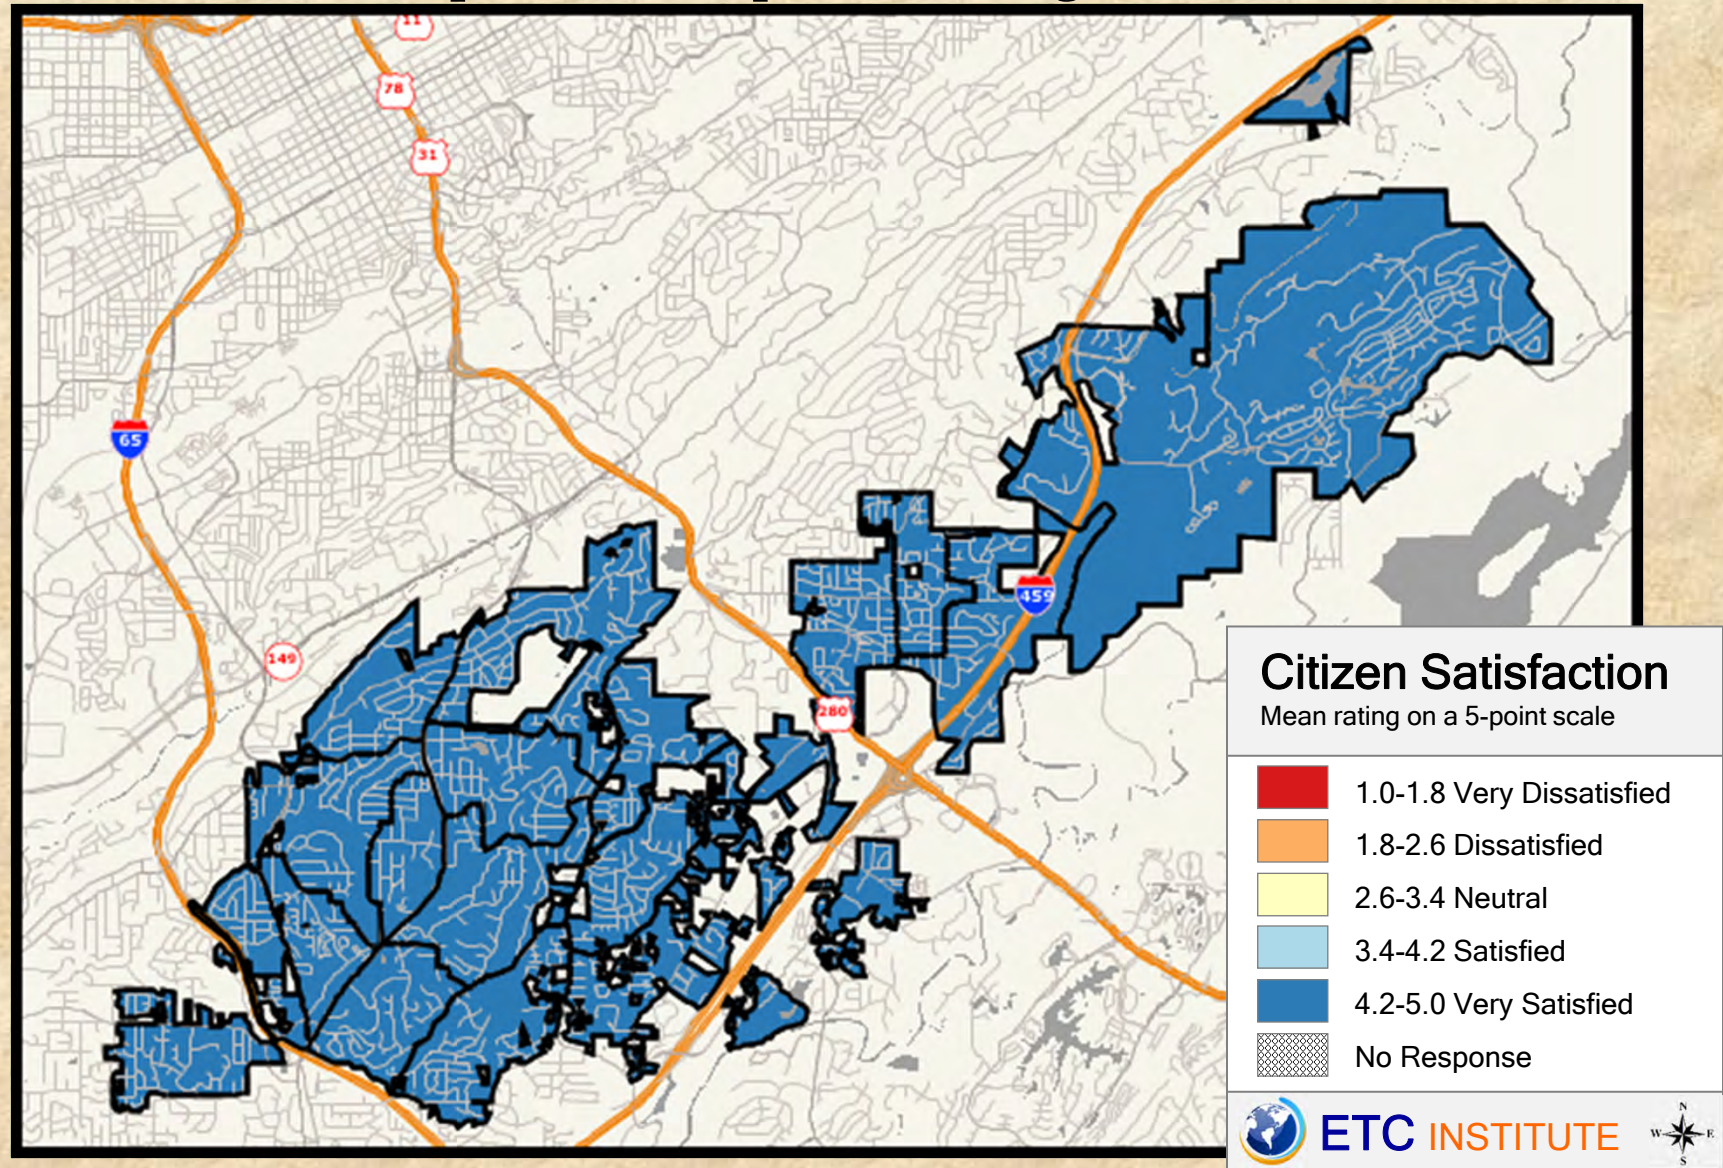 11
78
31
65
459
149
280
Citizen Satisfaction
Mean rating on a 5-point scale
1.0-1.8 Very Dissatisfied
1.8-2.6 Dissatisfied
2.6-3.4 Neutral
3.4-4.2 Satisfied
4.2-5.0 Very Satisfied
No Response
ETC INSTITUTE
N
W E
S